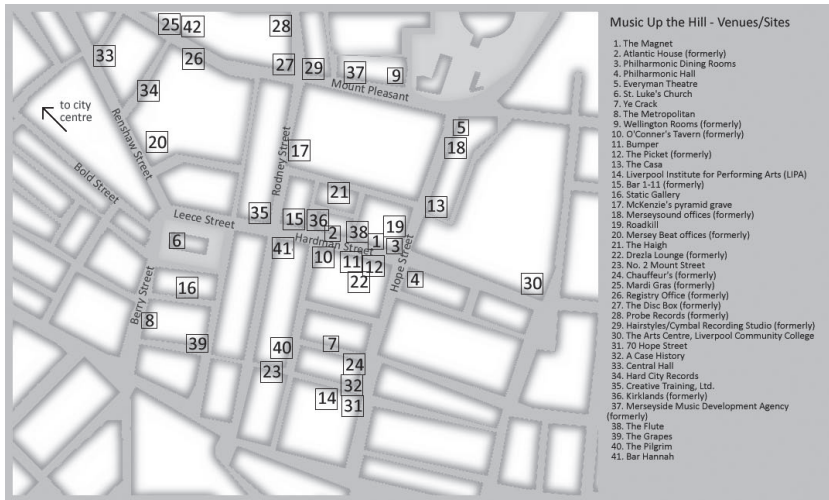 Music Up the Hill - Venues/Sites
1. The Magnet
2. Atlantic House (formerly)
3. Philharmonic Dining Rooms
4. Philharmonic Hall
5. Everyman Theatre
6. St. Luke's Church
7. Ye Crack
8. The Metropolitan
9. Wellington Rooms (formerly)
10. O'Conner's Tavern (formerly)
11. Bumper
12. The Picket (formerly)
13. The Casa
14. Liverpool Institute for Performing Arts (LIPA)
15. Bar 1-11 (formerly)
16. Static Gallery
17. McKenzie's pyramid grave
18. Merseysound offices (formerly)
19. Roadkill
20. Mersey Beat offices (formerly)
21. The Haigh
22. Drezla Lounge (formerly)
23. No. 2 Mount Street
24. Chauffeur's (formerly)
25. Mardi Gras (formerly)
26. Registry Office (formerly)
27. The Disc Box (formerly)
28. Probe Records (formerly)
29. Hairstyles/Cymbal Recording Studio (formerly)
30. The Arts Centre, Liverpool Community College
31. 70 Hope Street
32. A Case History
33. Central Hall
34. Hard City Records
35. Creative Training, Ltd.
36. Kirklands (formerly)
37. Merseyside Music Development Agency
(formerly)
38. The Flute
39. The Grapes
40. The Pilgrim
41. Bar Hannah
25
42
28
33
26
27
29
37
9
Mount Pleasant
34
to city
centre
Renshaw Street
5
20
17
18
Rodney Street
Bold Street
21
13
Leece Street
35
15
36
2
38
19
6
41
Hardman Street
1
3
10
11
12
Hope Street
22
4
30
16
Berry Street
8
39
40
7
23
24
32
14
31